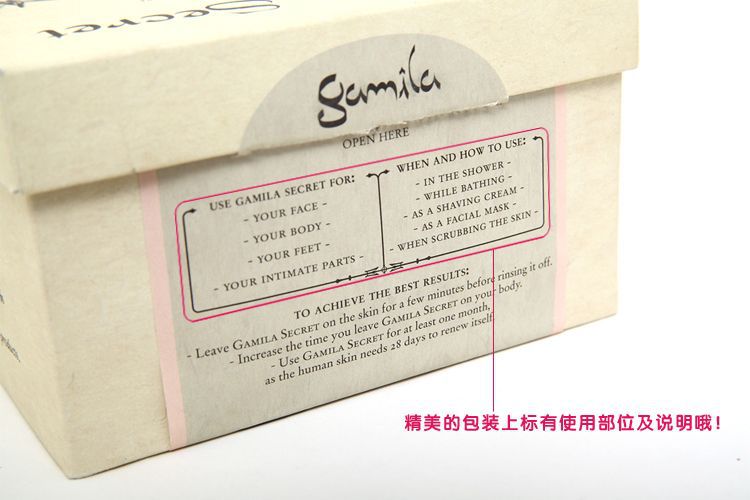 Secret
gamila
OPEN HERE
USE GAMILA SECRET FOR:
- YOUR FACE -
- YOUR BODY -
- YOUR FEET -
- YOUR INTIMATE PARTS -
WHEN AND HOW TO USE:
- IN THE SHOWER -
- WHILE BATHING -
- AS A SHAVING CREAM -
- AS A FACIAL MASK -
- WHEN SCRUBBING THE SKIN -
TO ACHIEVE THE BEST RESULTS:
- Leave GAMILA SECRET on the skin for a few minutes before rinsing it off.
- Increase the time you leave GAMILA SECRET on your body.
- Use GAMILA SECRET for at least one month,
as the human skin needs 28 days to renew itself.
精美的包装上标有使用部位及说明哦!